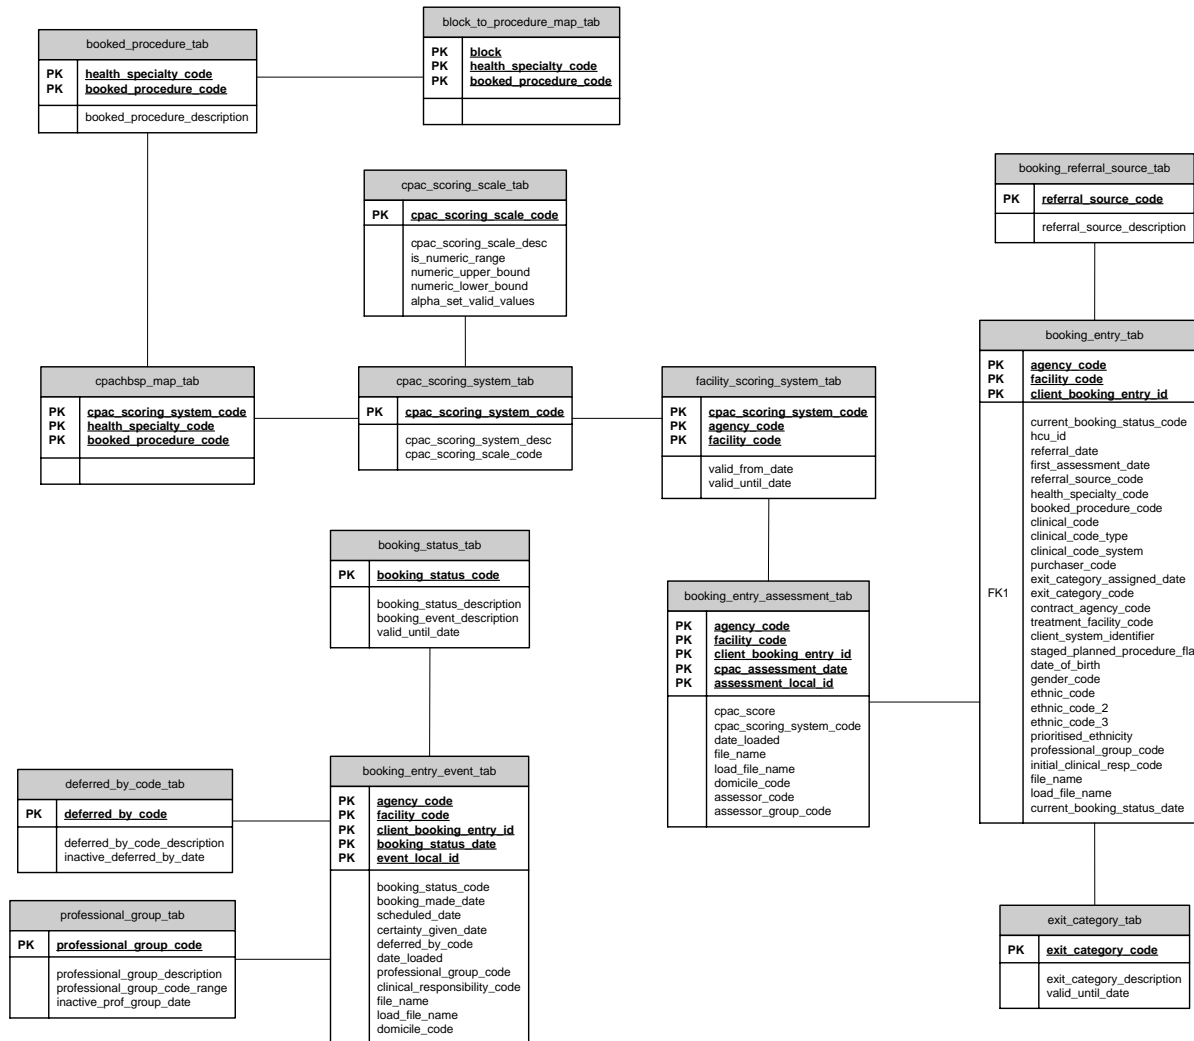 block_to_procedure_map_tab
PK block
PK health_specialty_code
PK booked_procedure_code
booked_procedure_tab
PK health_specialty_code
PK booked_procedure_code
booked_procedure_description
cpac_scoring_scale_tab
PK cpac_scoring_scale_code
cpac_scoring_scale_desc
is_numeric_range
numeric_upper_bound
numeric_lower_bound
alpha_set_valid_values
booking_referral_source_tab
PK referral_source_code
referral_source_description
cpachbsp_map_tab
PK cpac_scoring_system_code
PK health_specialty_code
PK booked_procedure_code
cpac_scoring_system_tab
PK cpac_scoring_system_code
cpac_scoring_system_desc
cpac_scoring_scale_code
facility_scoring_system_tab
PK cpac_scoring_system_code
PK agency_code
PK facility_code
valid_from_date
valid_until_date
booking_entry_tab
PK agency_code
PK facility_code
PK client_booking_entry_id
current_booking_status_code
hcu_id
referral_date
first_assessment_date
referral_source_code
health_specialty_code
booked_procedure_code
clinical_code
clinical_code_type
clinical_code_system
purchaser_code
exit_category_assigned_date
FK1 exit_category_code
contract_agency_code
treatment_facility_code
client_system_identifier
staged_planned_procedure_fla
date_of_birth
gender_code
ethnic_code
ethnic_code_2
ethnic_code_3
prioritised_ethnicity
professional_group_code
initial_clinical_resp_code
file_name
load_file_name
current_booking_status_date
booking_status_tab
PK booking_status_code
booking_status_description
booking_event_description
valid_until_date
booking_entry_assessment_tab
PK agency_code
PK facility_code
PK client_booking_entry_id
PK cpac_assessment_date
PK assessment_local_id
cpac_score
cpac_scoring_system_code
date_loaded
file_name
load_file_name
domicile_code
assessor_code
assessor_group_code
deferred_by_code_tab
PK deferred_by_code
deferred_by_code_description
inactive_deferred_by_date
booking_entry_event_tab
PK agency_code
PK facility_code
PK client_booking_entry_id
PK booking_status_date
PK event_local_id
booking_status_code
booking_made_date
scheduled_date
certainty_given_date
deferred_by_code
date_loaded
professional_group_code
clinical_responsibility_code
file_name
load_file_name
domicile_code
professional_group_tab
PK professional_group_code
professional_group_description
professional_group_code_range
inactive_prof_group_date
exit_category_tab
PK exit_category_code
exit_category_description
valid_until_date